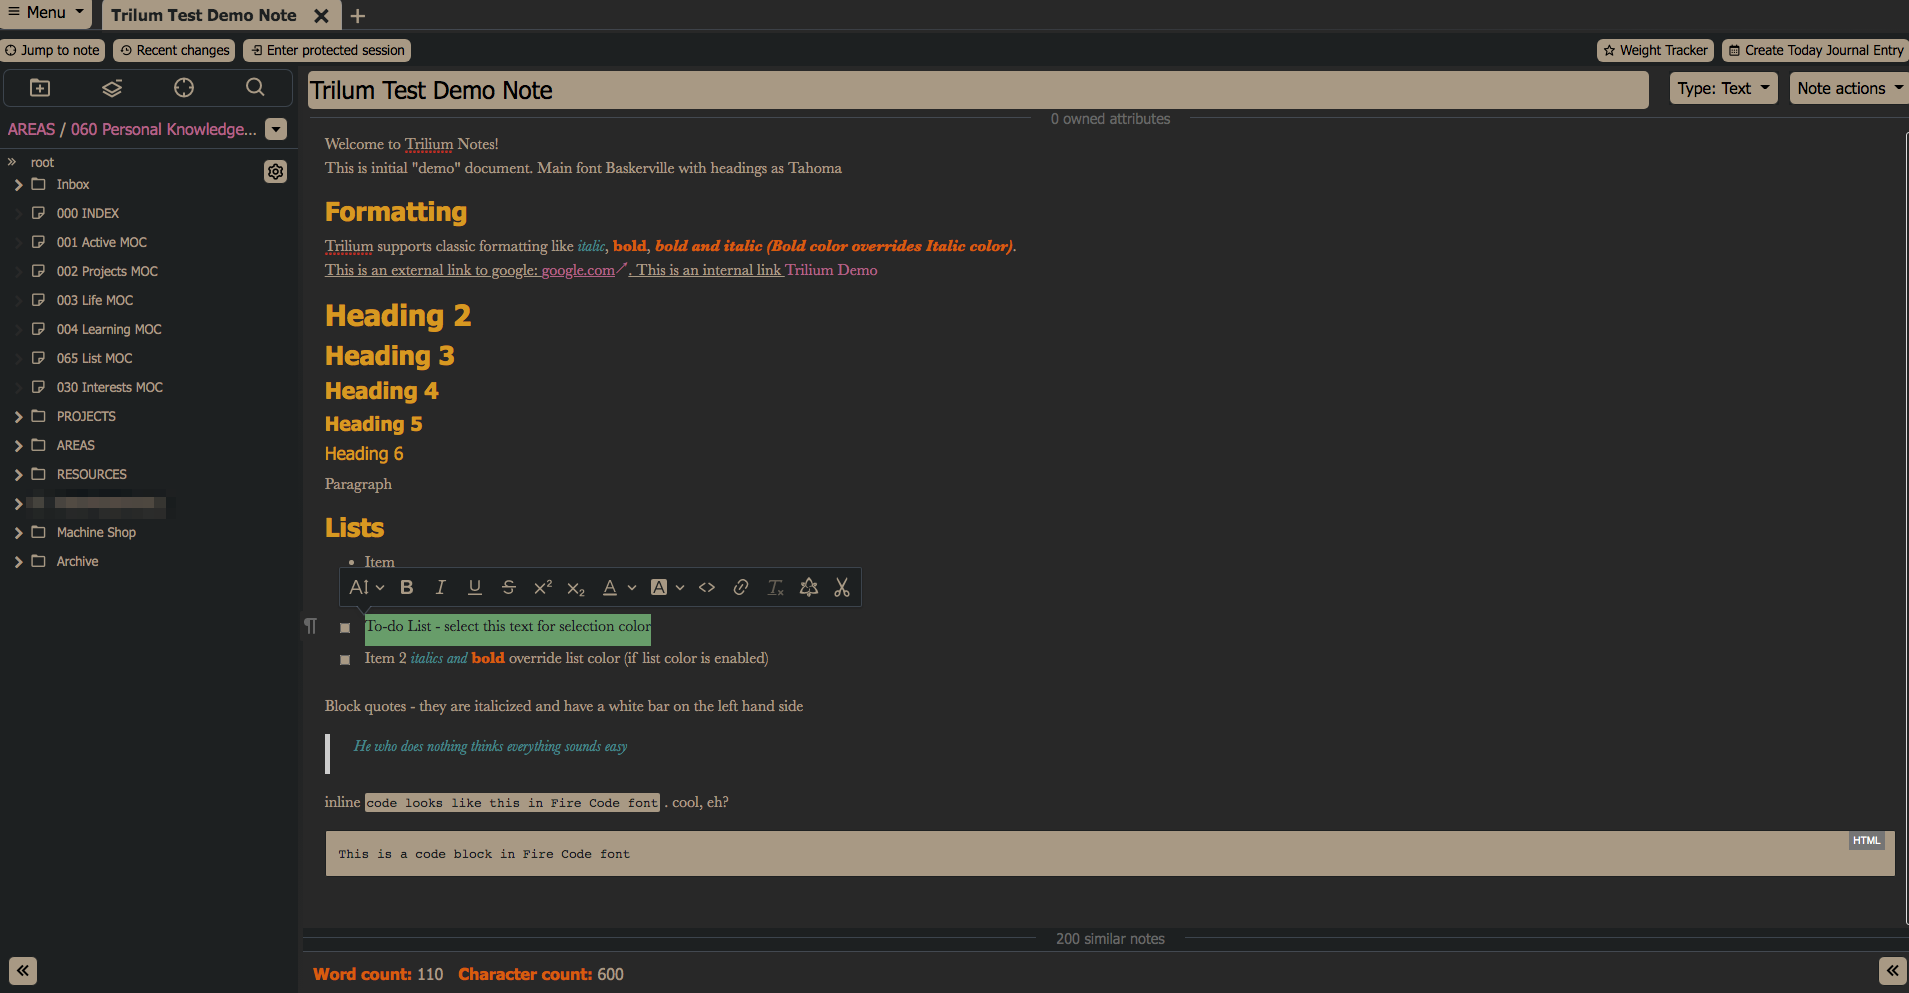 Menu
Trilum Test Demo Note
Jump to note
Recent changes
Enter protected session
Weight Tracker
Create Today Journal Entry
AREAS / 060 Personal Knowledge...
root
Inbox
000 INDEX
001 Active MOC
002 Projects MOC
003 Life MOC
004 Learning MOC
065 List MOC
030 Interests MOC
PROJECTS
AREAS
RESOURCES
Machine Shop
Archive
Trilum Test Demo Note
Type: Text
Note actions
0 owned attributes
Welcome to Trilium Notes!
This is initial "demo" document. Main font Baskerville with headings as Tahoma
Formatting
Trilium supports classic formatting like italic, bold, bold and italic (Bold color overrides Italic color).
This is an external link to google: google.com. This is an internal link Trilium Demo
Heading 2
Heading 3
Heading 4
Heading 5
Heading 6
Paragraph
Lists
Item
To-do List - select this text for selection color
Item 2 italics and bold override list color (if list color is enabled)
Block quotes - they are italicized and have a white bar on the left hand side
He who does nothing thinks everything sounds easy
inline code looks like this in Fire Code font . cool, eh?
HTML
This is a code block in Fire Code font
200 similar notes
Word count: 110 Character count: 600